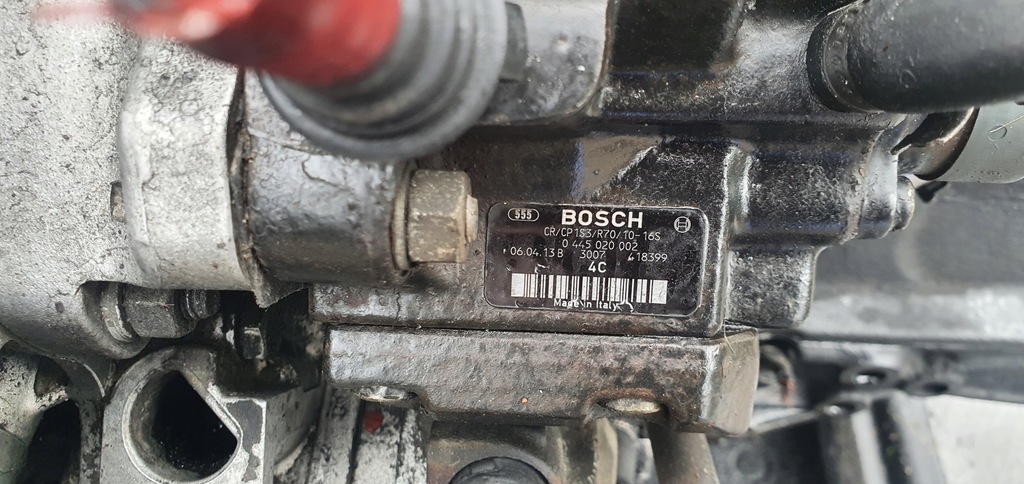 555 BOSCH
CR/CP1S3/R70/10-16S
0 445 020 002
06.04.13 B 3007 418399
4C
Made in Italy